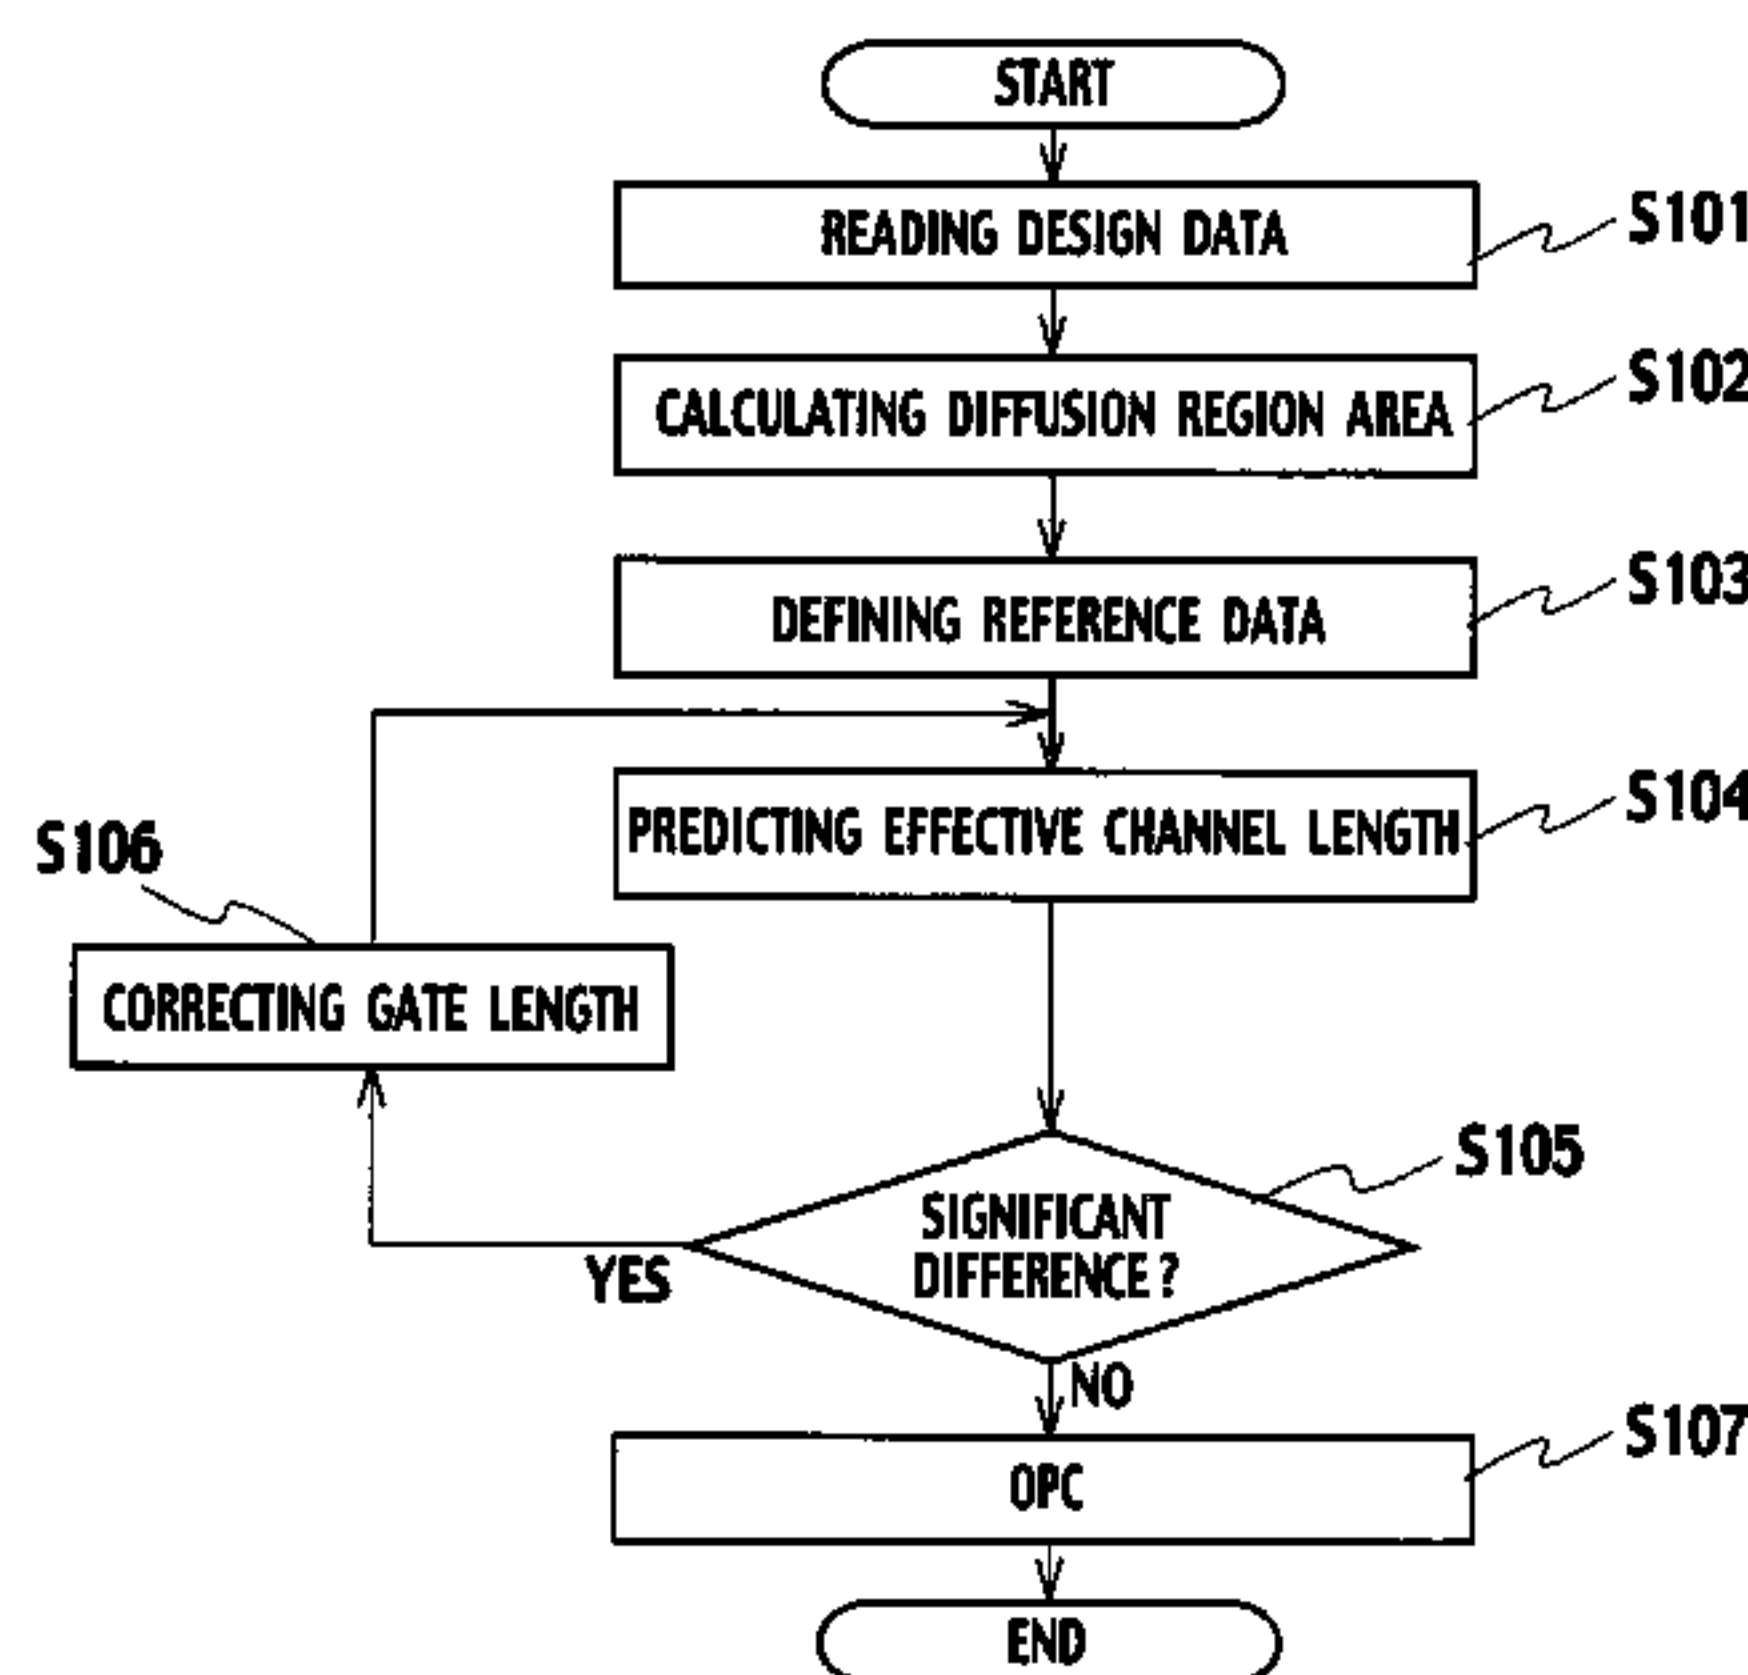 START
READING DESIGN DATA
S101
CALCULATING DIFFUSION REGION AREA
S102
DEFINING REFERENCE DATA
S103
PREDICTING EFFECTIVE CHANNEL LENGTH
S104
S106
CORRECTING GATE LENGTH
S105
SIGNIFICANT
DIFFERENCE?
YES
NO
S107
OPC
END